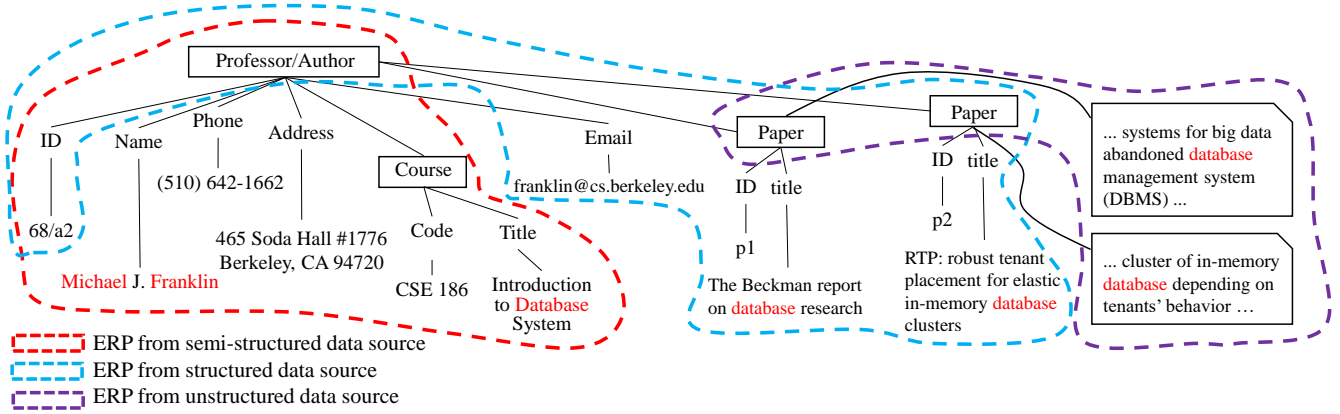 Professor/Author
ID
Name
Phone
Address
Email
Paper
Paper
(510) 642-1662
Course
franklin@cs.berkeley.edu
ID title
ID title
... systems for big data
abandoned database
management system
(DBMS) ...
68/a2
465 Soda Hall #1776
Berkeley, CA 94720
Code
Title
p1
p2
Michael J. Franklin
CSE 186
Introduction
to Database
System
The Beckman report
on database research
RTP: robust tenant
placement for elastic
in-memory database
clusters
... cluster of in-memory
database depending on
tenants' behavior …
ERP from semi-structured data source
ERP from structured data source
ERP from unstructured data source